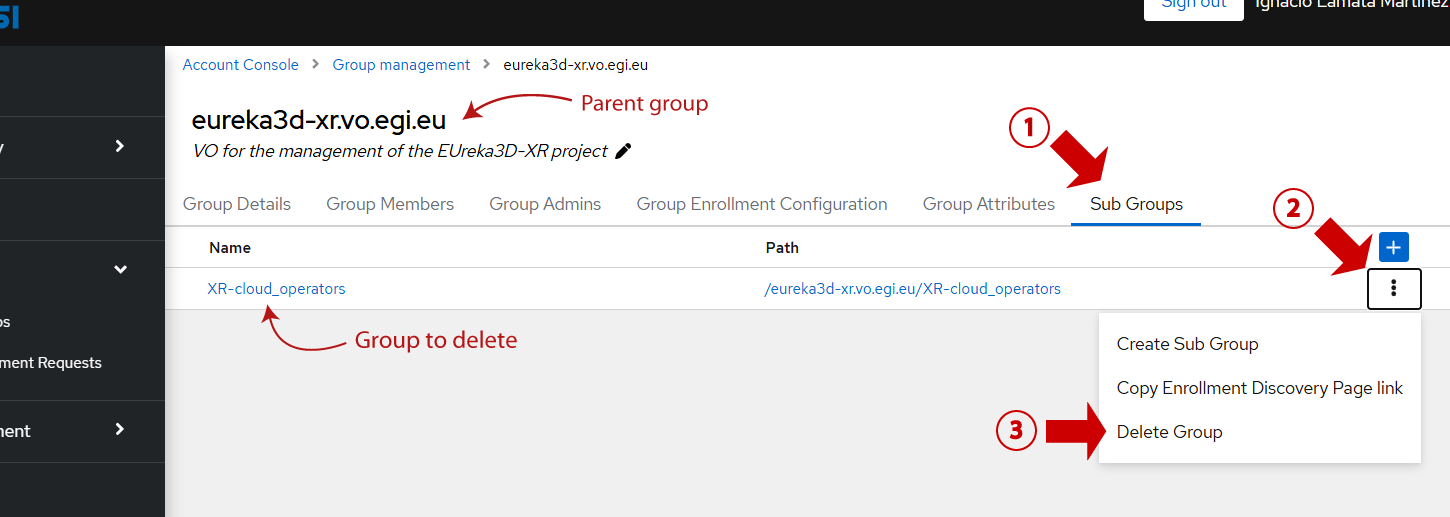 SI
Sign out
Ignacio Lamata Martínez
Account Console > Group management > eureka3d-xr.vo.egi.eu
Parent group
eureka3d-xr.vo.egi.eu
VO for the management of the EUreka3D-XR project
1
Group Details Group Members Group Admins Group Enrollment Configuration Group Attributes Sub Groups
2
Name Path +
XR-cloud_operators /eureka3d-xr.vo.egi.eu/XR-cloud_operators
Group to delete
ment Requests
ment
Create Sub Group
Copy Enrollment Discovery Page link
3
Delete Group